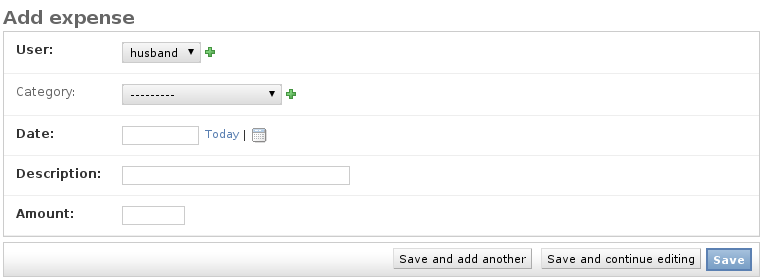 Add expense
User: husband
Category: ---------
Date: Today |
Description:
Amount:
Save and add another Save and continue editing Save